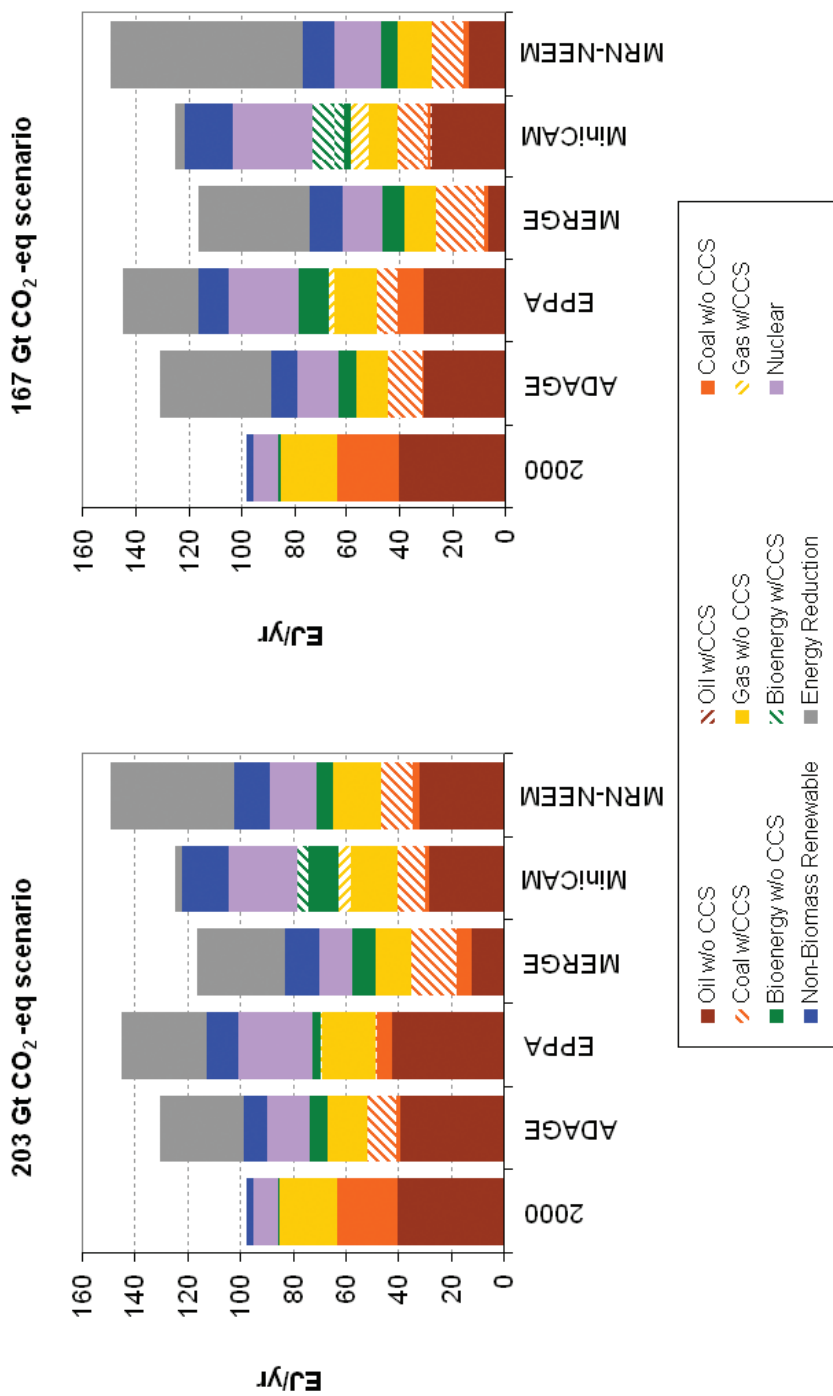 203 Gt CO₂ -eq scenario
EJ/yr
160
140
120
100
80
60
40
20
0
2000
ADAGE
EPPA
MERGE
MiniCAM
MRN-NEEM
167 Gt CO₂ -eq scenario
EJ/yr
160
140
120
100
80
60
40
20
0
2000
ADAGE
EPPA
MERGE
MiniCAM
MRN-NEEM
Oil w/o CCS
Oil w/CCS
Coal w/o CCS
Coal w/CCS
Gas w/o CCS
Gas w/CCS
Bioenergy w/o CCS
Bioenergy w/CCS
Nuclear
Non-Biomass Renewable
Energy Reduction